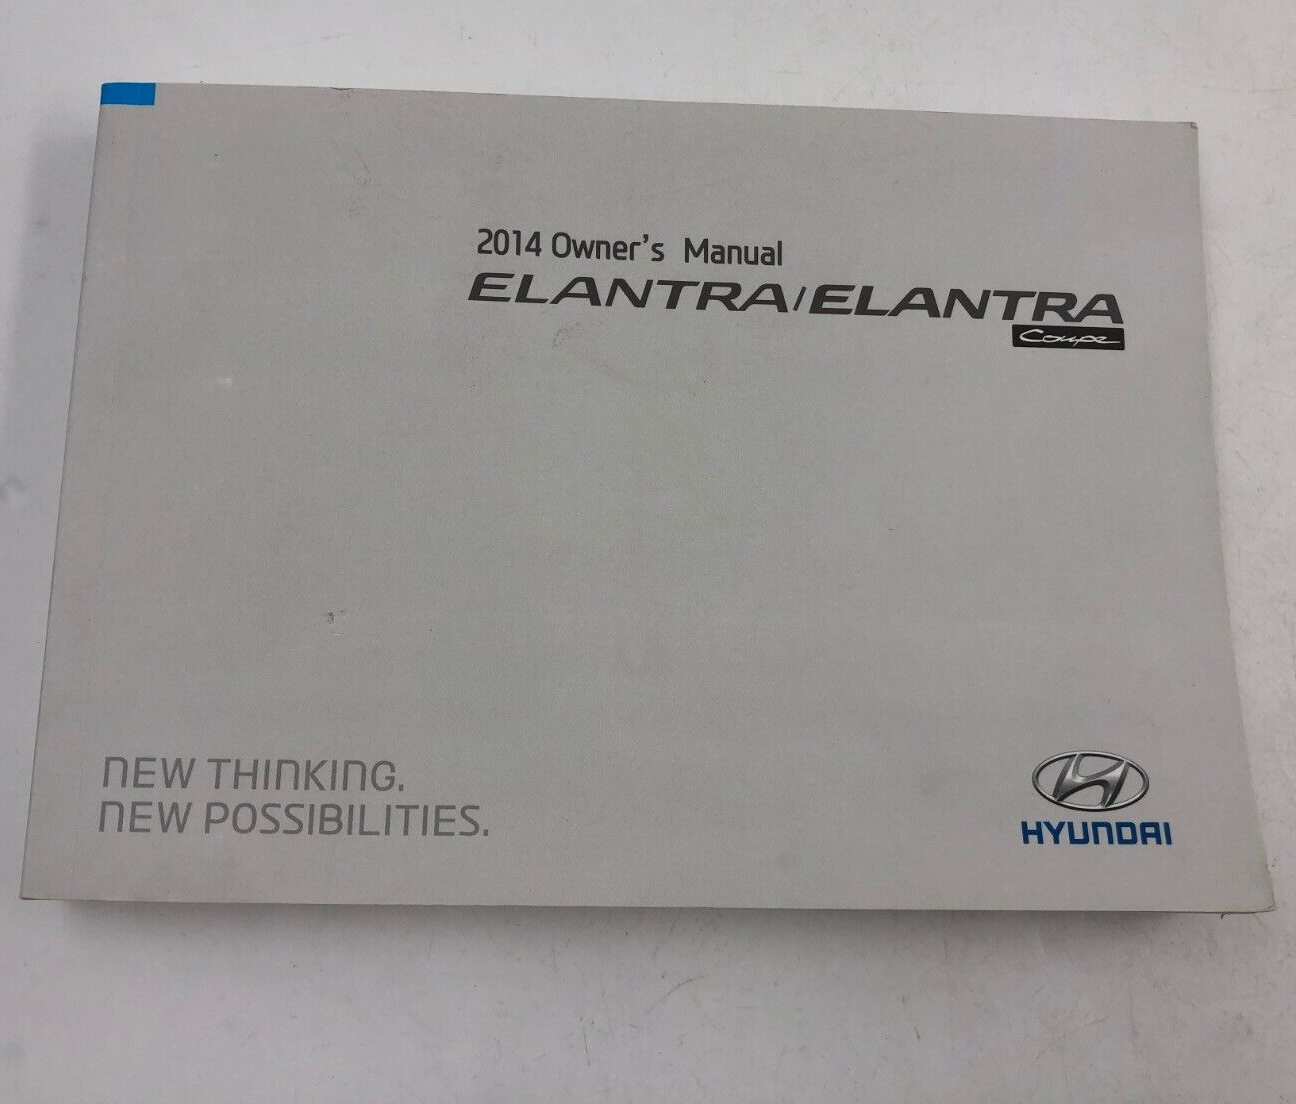 2014 Owner's Manual
ELANTRA/ELANTRA
Coupe
NEW THINKING.
NEW POSSIBILITIES.
HYUNDAI